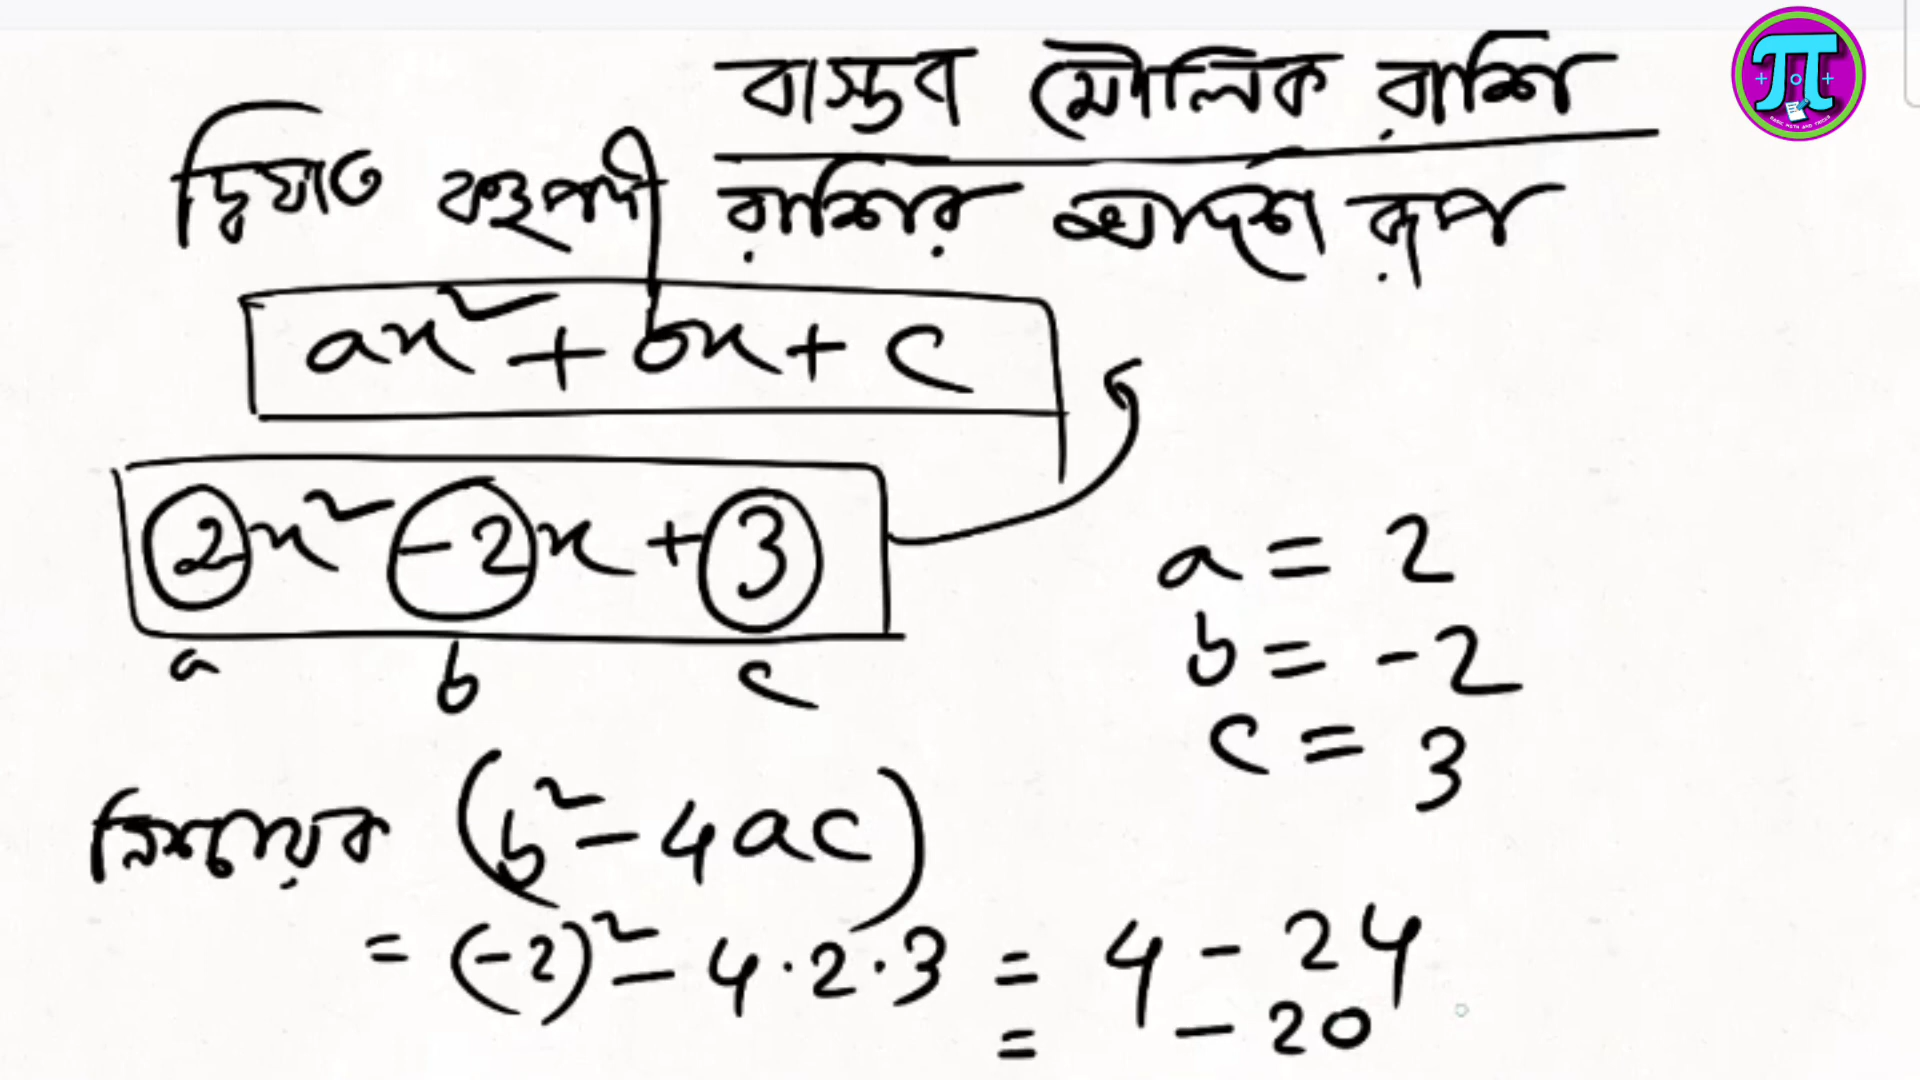 বাস্তব মৌলিক রাশি
দ্বিঘাত বহুপদী রাশির আদর্শ রূপ
ax² + bx + c
2x² -2x + 3
a b c
a = 2
b = -2
c = 3
নিশ্চায়ক (b² - 4ac)
= (-2)² - 4·2·3 = 4 - 24
= - 20